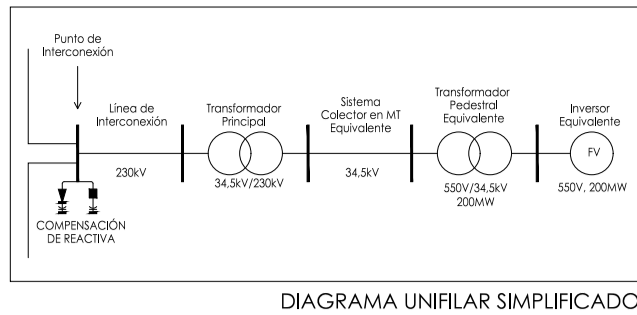 Punto de
Interconexión
Línea de
Interconexión
230kV
Transformador
Principal
34,5kV/230kV
Sistema
Colector en MT
Equivalente
34,5kV
Transformador
Pedestral
Equivalente
550V/34,5kV
200MW
Inversor
Equivalente
FV
550V, 200MW
COMPENSACIÓN
DE REACTIVA
DIAGRAMA UNIFILAR SIMPLIFICADO